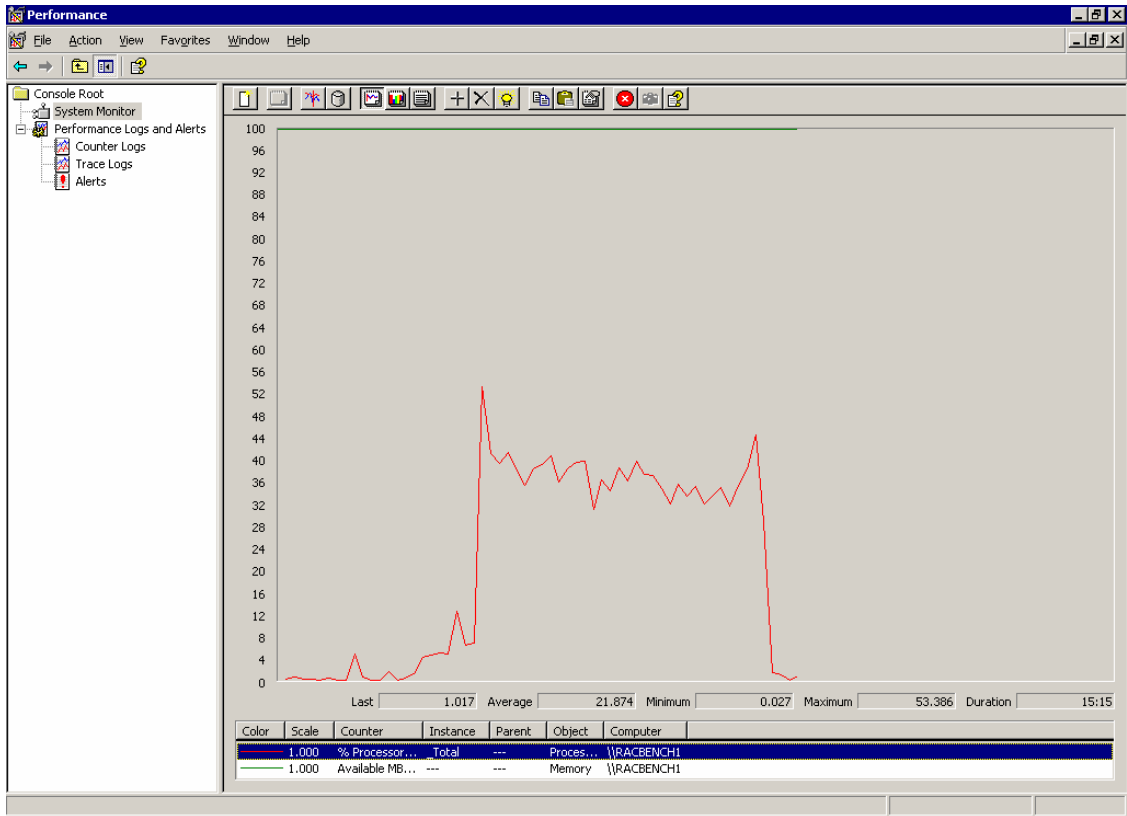 Performance
File Action View Favorites Window Help
Console Root
System Monitor
Performance Logs and Alerts
Counter Logs
Trace Logs
Alerts
100
96
92
88
84
80
76
72
68
64
60
56
52
48
44
40
36
32
28
24
20
16
12
8
4
0
Last 1.017 Average 21.874 Minimum 0.027 Maximum 53.386 Duration 15:15
Color Scale Counter Instance Parent Object Computer
1.000 % Processor... _Total --- Proces... \\RACBENCH1
1.000 Available MB... --- --- Memory \\RACBENCH1